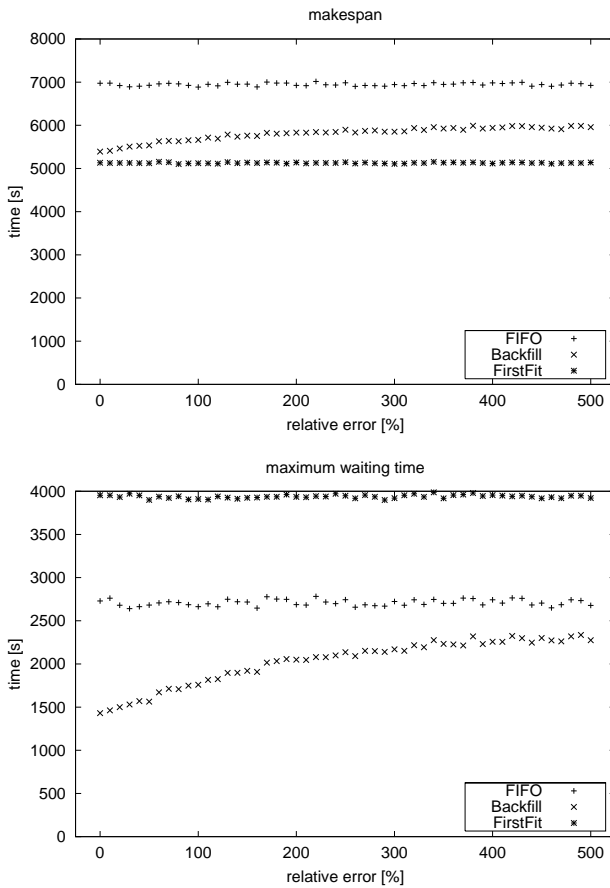 makespan
8000
7000
6000
5000
4000
3000
2000
1000
0
time [s]
FIFO
Backfill
FirstFit
0 100 200 300 400 500
relative error [%]
maximum waiting time
4000
3500
3000
2500
2000
1500
1000
500
0
time [s]
FIFO
Backfill
FirstFit
0 100 200 300 400 500
relative error [%]